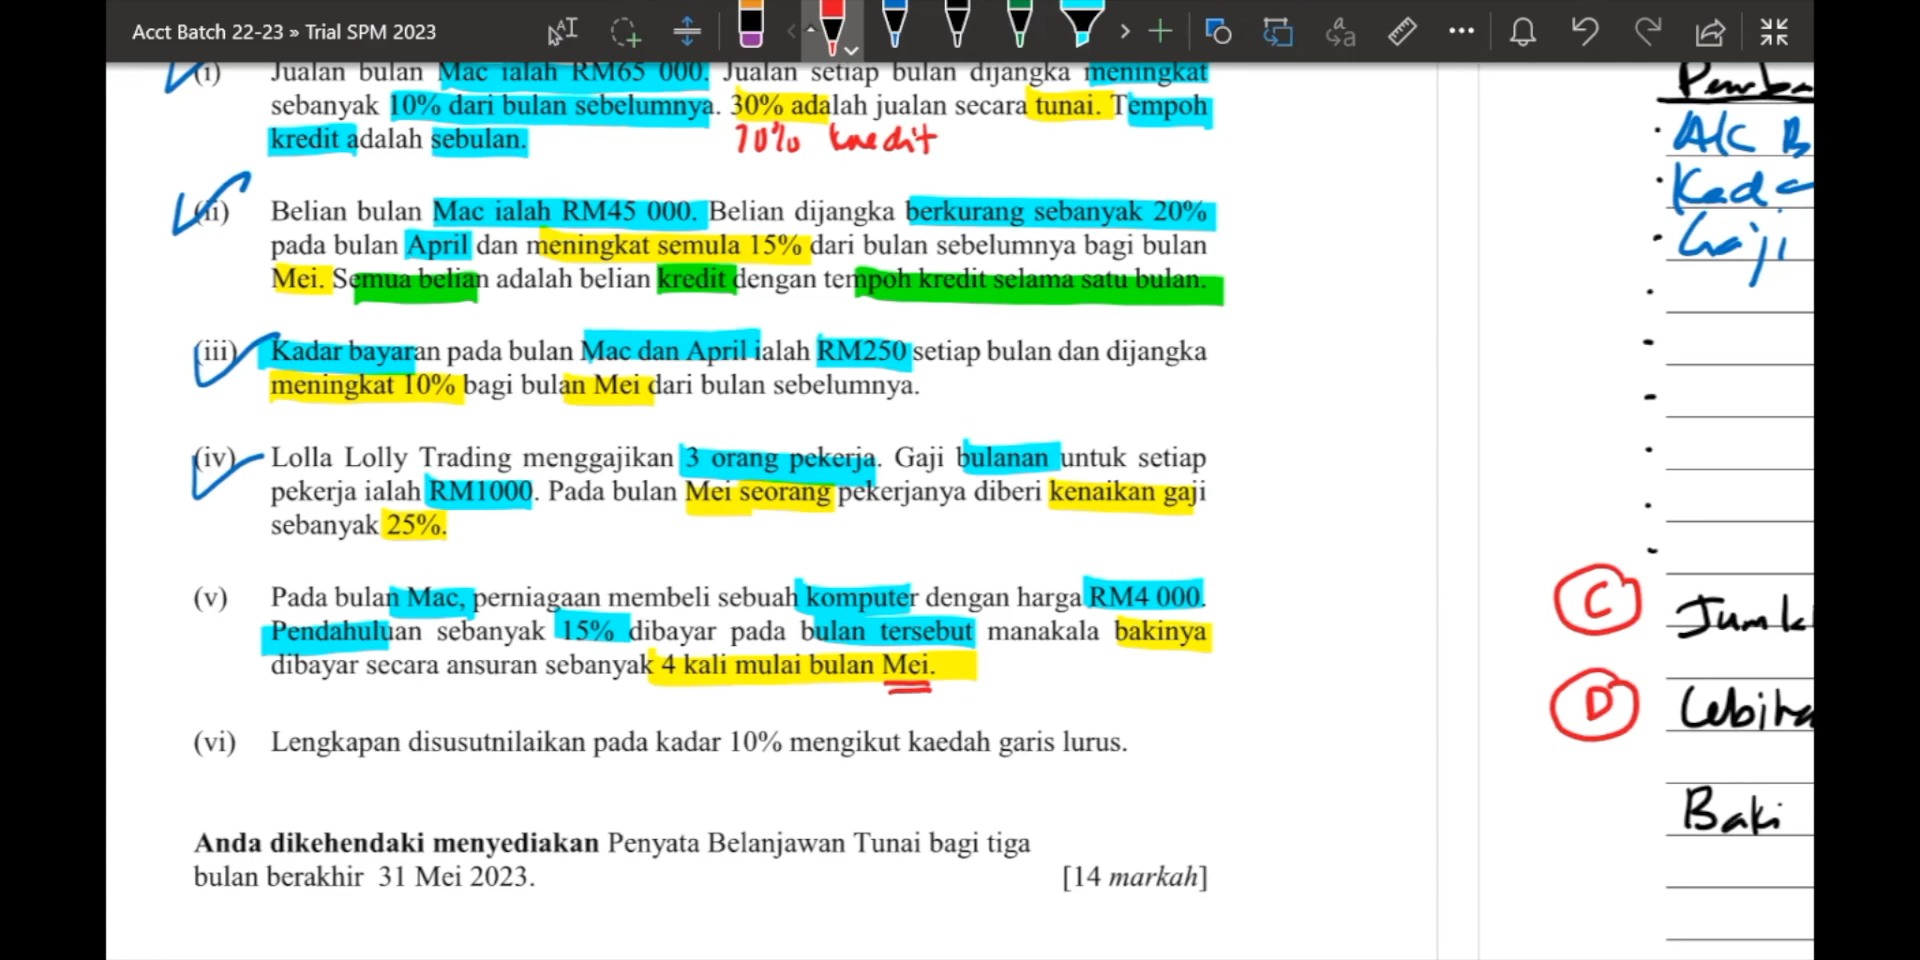 Acct Batch 22-23 » Trial SPM 2023
(i) Jualan bulan Mac ialah RM65 000. Jualan setiap bulan dijangka meningkat
sebanyak 10% dari bulan sebelumnya. 30% adalah jualan secara tunai. Tempoh
kredit adalah sebulan.
70% kredit
(ii) Belian bulan Mac ialah RM45 000. Belian dijangka berkurang sebanyak 20%
pada bulan April dan meningkat semula 15% dari bulan sebelumnya bagi bulan
Mei. Semua belian adalah belian kredit dengan tempoh kredit selama satu bulan.
(iii) Kadar bayaran pada bulan Mac dan April ialah RM250 setiap bulan dan dijangka
meningkat 10% bagi bulan Mei dari bulan sebelumnya.
(iv) Lolla Lolly Trading menggajikan 3 orang pekerja. Gaji bulanan untuk setiap
pekerja ialah RM1000. Pada bulan Mei seorang pekerjanya diberi kenaikan gaji
sebanyak 25%.
(v) Pada bulan Mac, perniagaan membeli sebuah komputer dengan harga RM4 000.
Pendahuluan sebanyak 15% dibayar pada bulan tersebut manakala bakinya
dibayar secara ansuran sebanyak 4 kali mulai bulan Mei.
(vi) Lengkapan disusutnilaikan pada kadar 10% mengikut kaedah garis lurus.
Anda dikehendaki menyediakan Penyata Belanjawan Tunai bagi tiga
bulan berakhir 31 Mei 2023. [14 markah]
A/C B
Kada
Gaji
C Juml
D Lebiha
Baki